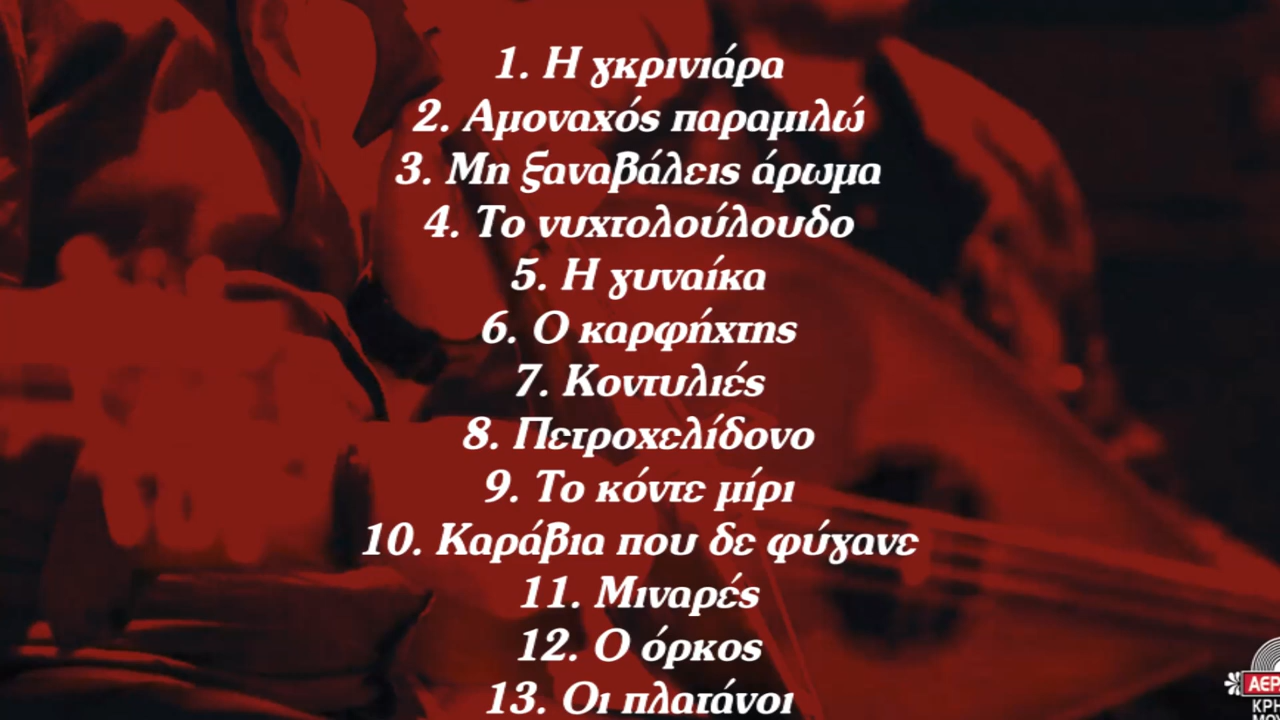 1. Η γκρινιάρα
2. Αμοναχός παραμιλώ
3. Μη ξαναβάλεις άρωμα
4. Το νυχτολούλουδο
5. Η γυναίκα
6. Ο καρφήχτης
7. Κοντυλιές
8. Πετροχελίδονο
9. Το κόντε μίρι
10. Καράβια που δε φύγανε
11. Μιναρές
12. Ο όρκος
13. Οι πλατάνοι